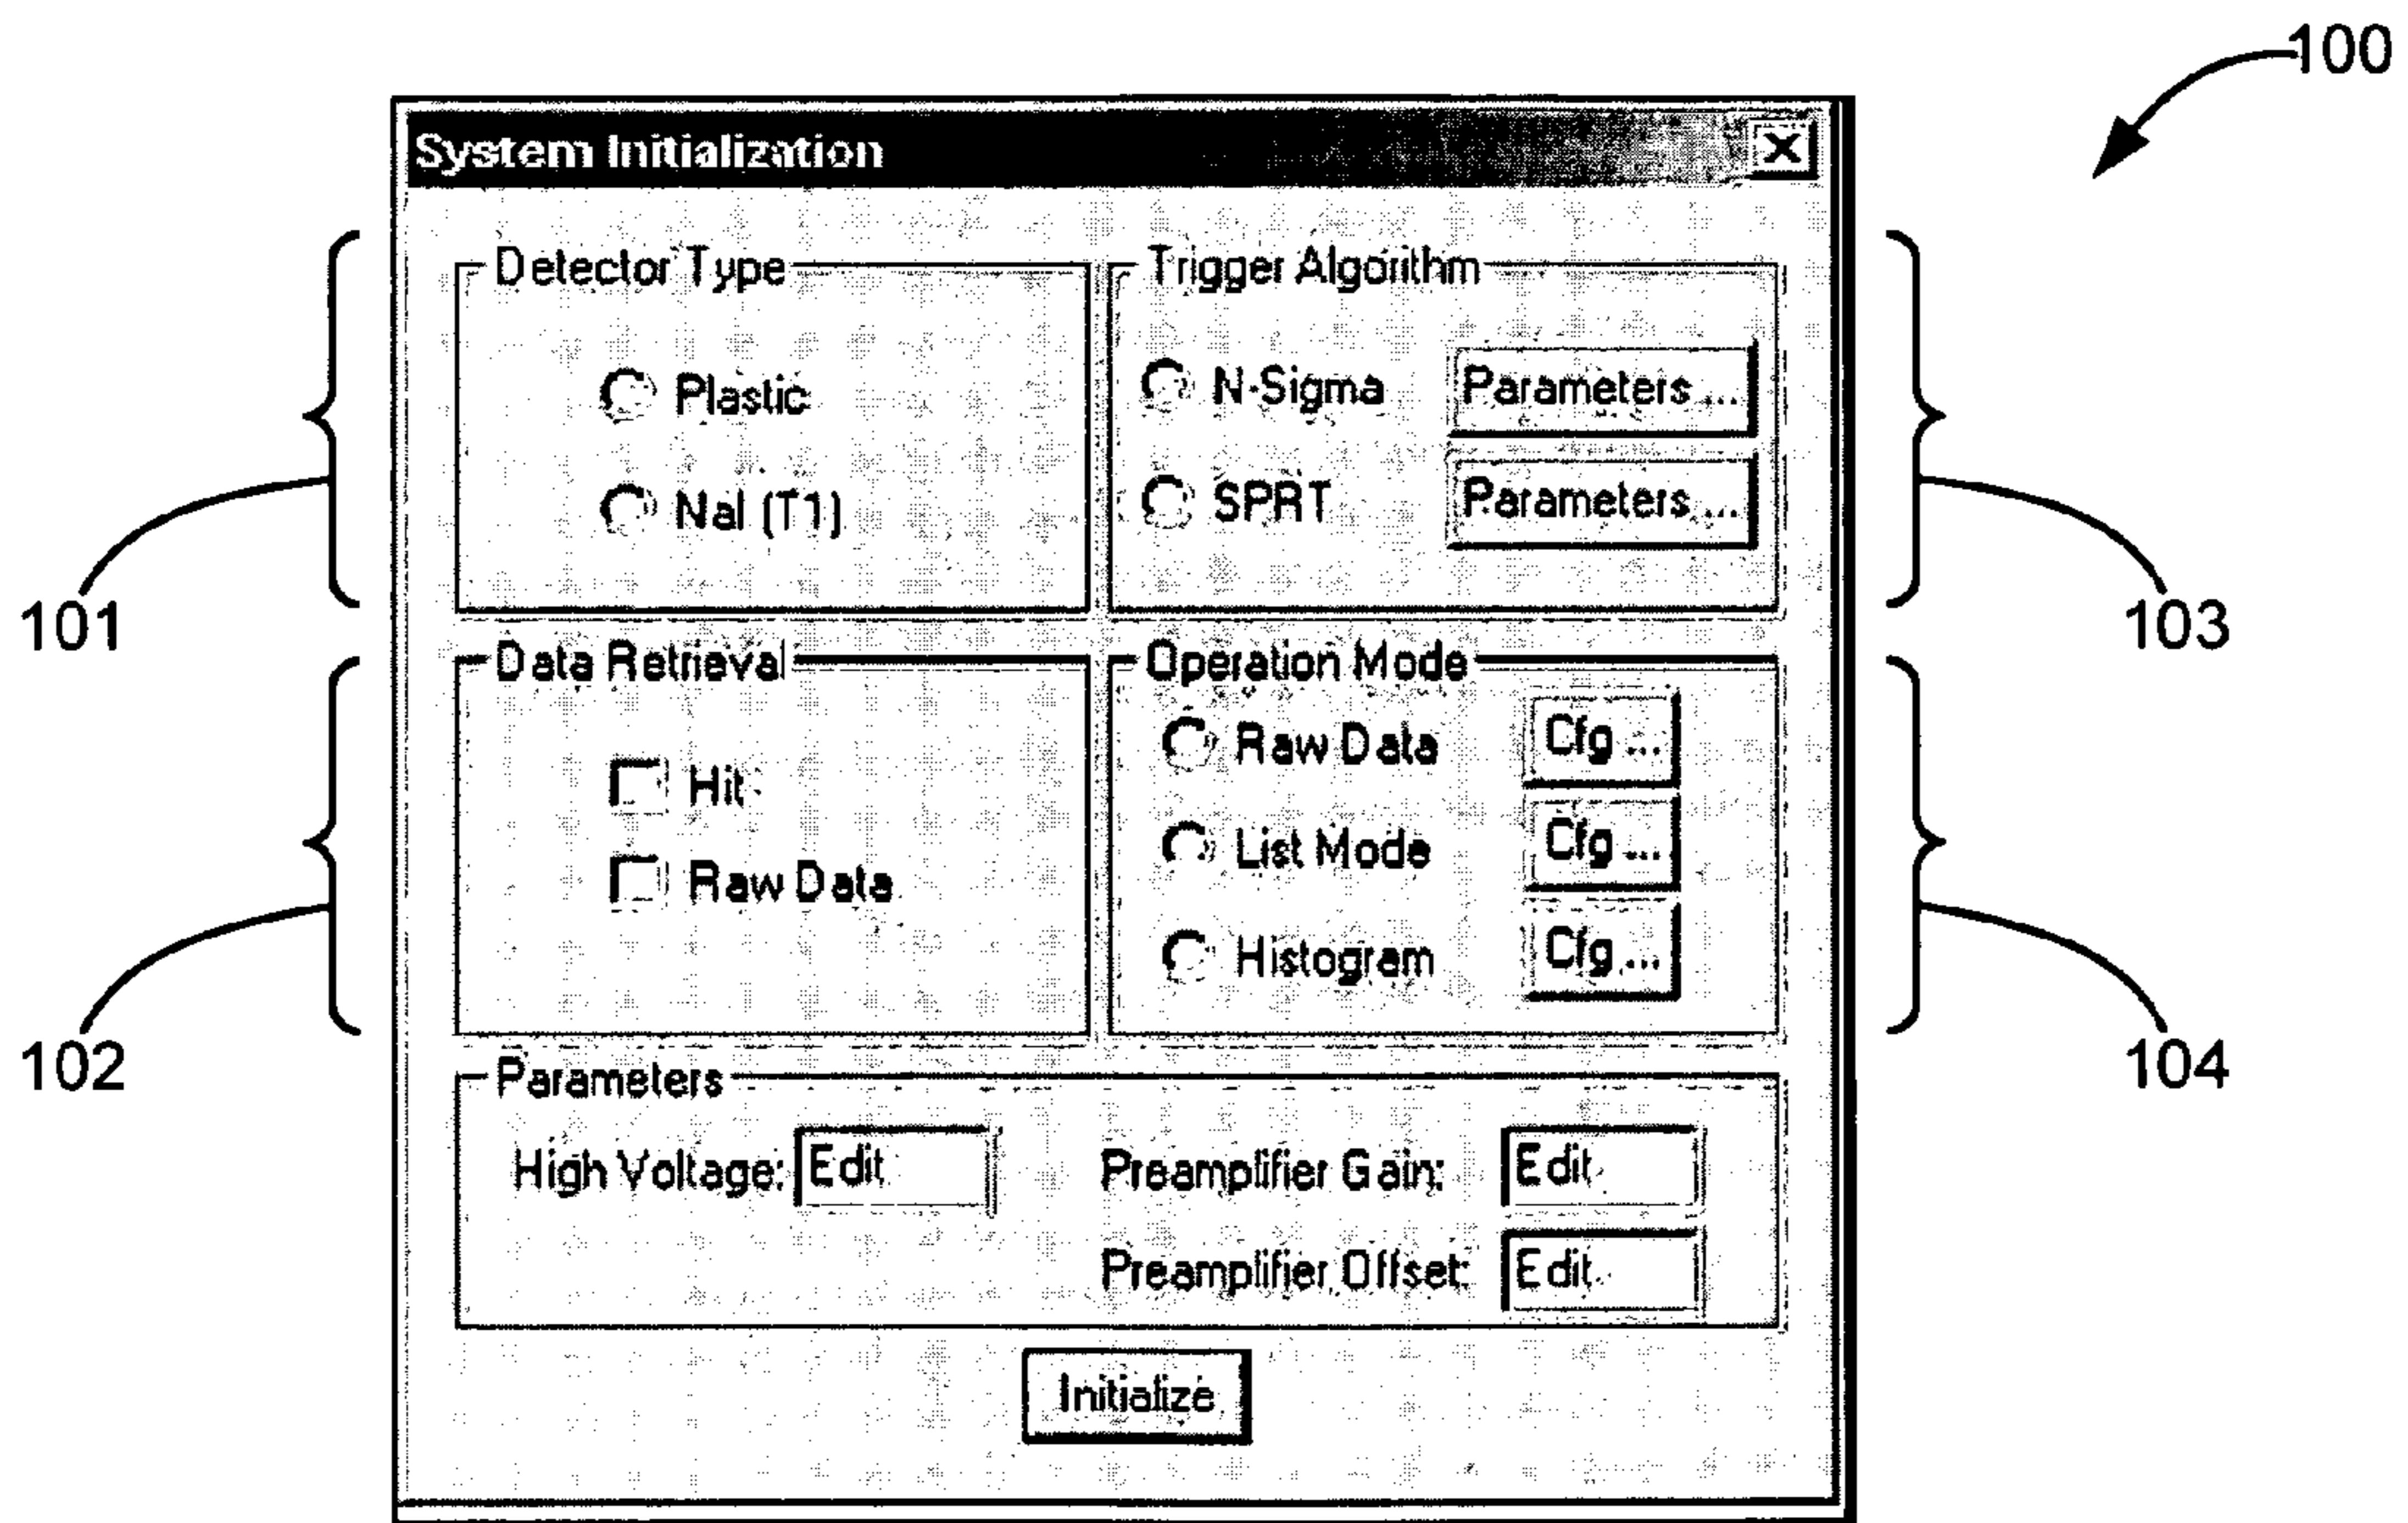 100
System Initialization
Detector Type
Plastic
NaI (T1)
101
Trigger Algorithm
N-Sigma Parameters ...
SPRT Parameters ...
103
Data Retrieval
Hit
Raw Data
102
Operation Mode
Raw Data Cfg ...
List Mode Cfg ...
Histogram Cfg ...
104
Parameters
High Voltage: Edit Preamplifier Gain: Edit
Preamplifier Offset: Edit
Initialize